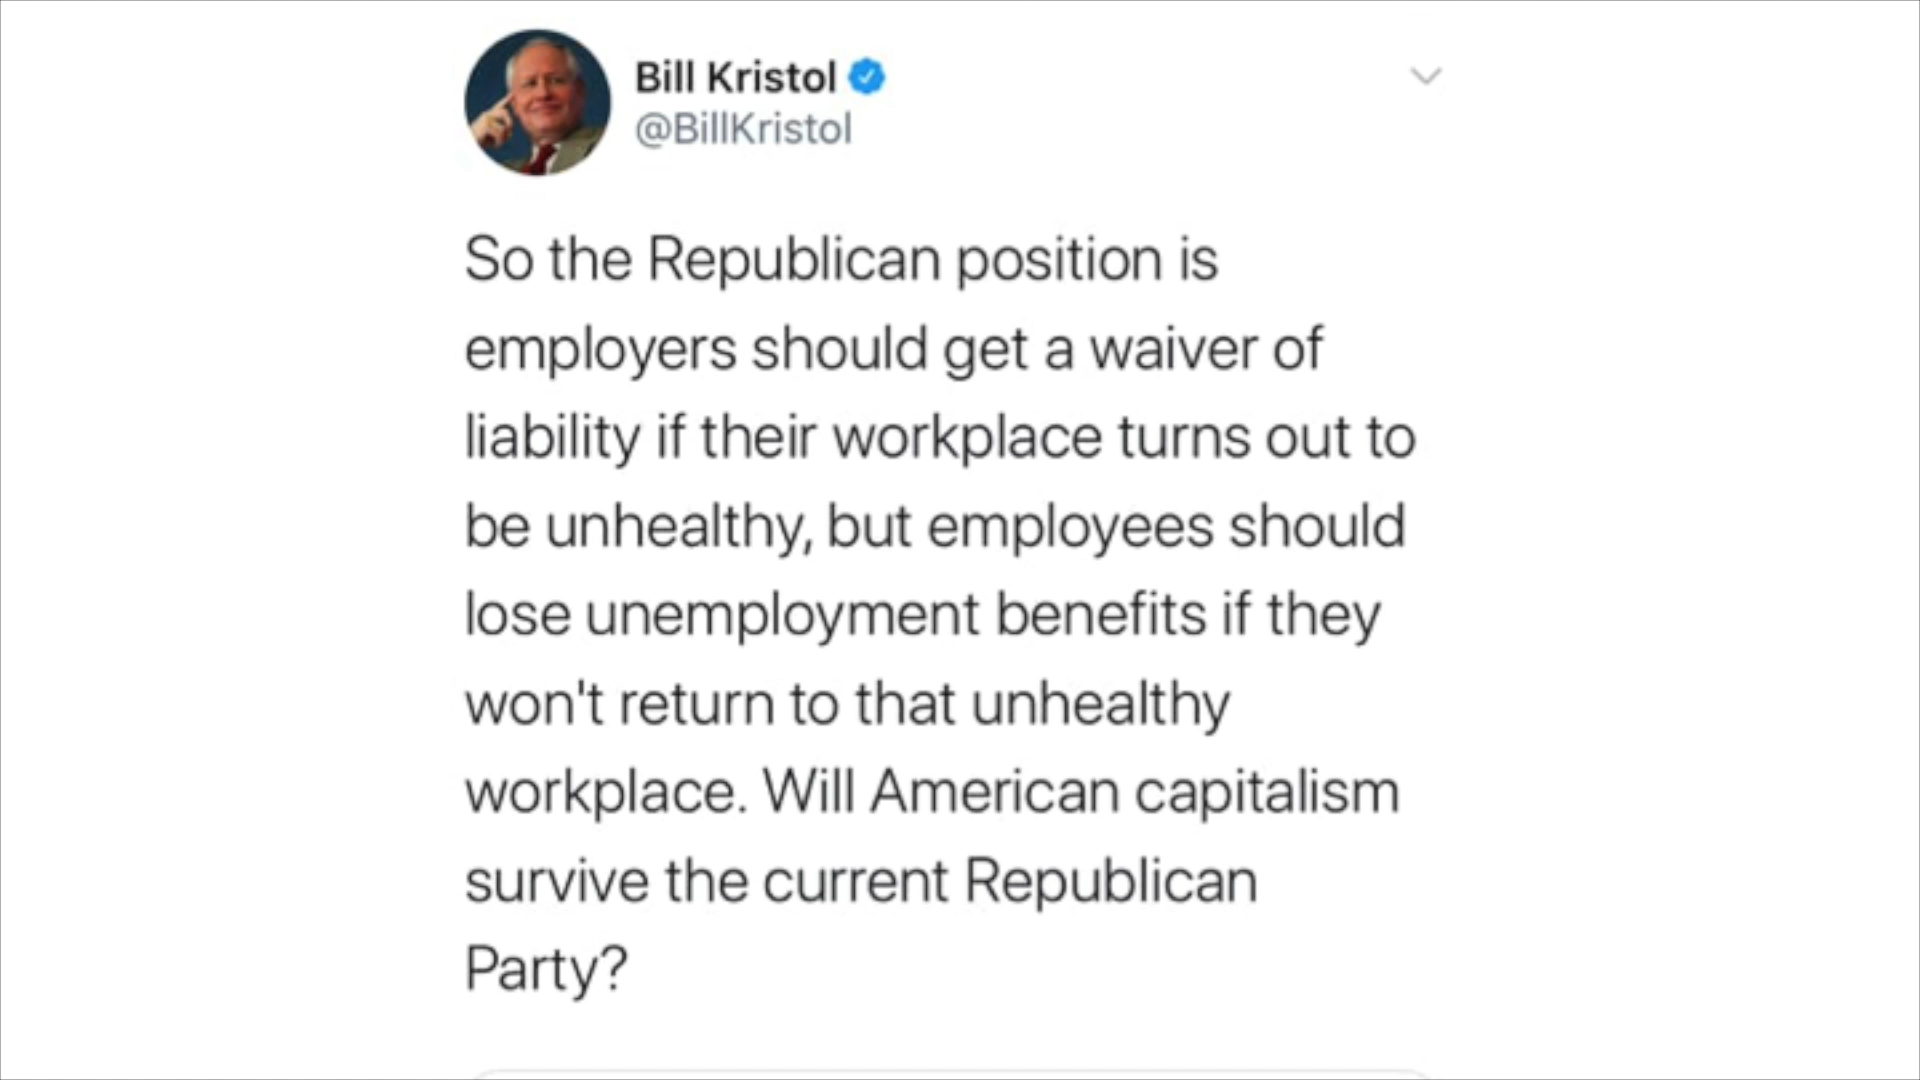 Bill Kristol
@BillKristol
So the Republican position is
employers should get a waiver of
liability if their workplace turns out to
be unhealthy, but employees should
lose unemployment benefits if they
won't return to that unhealthy
workplace. Will American capitalism
survive the current Republican
Party?